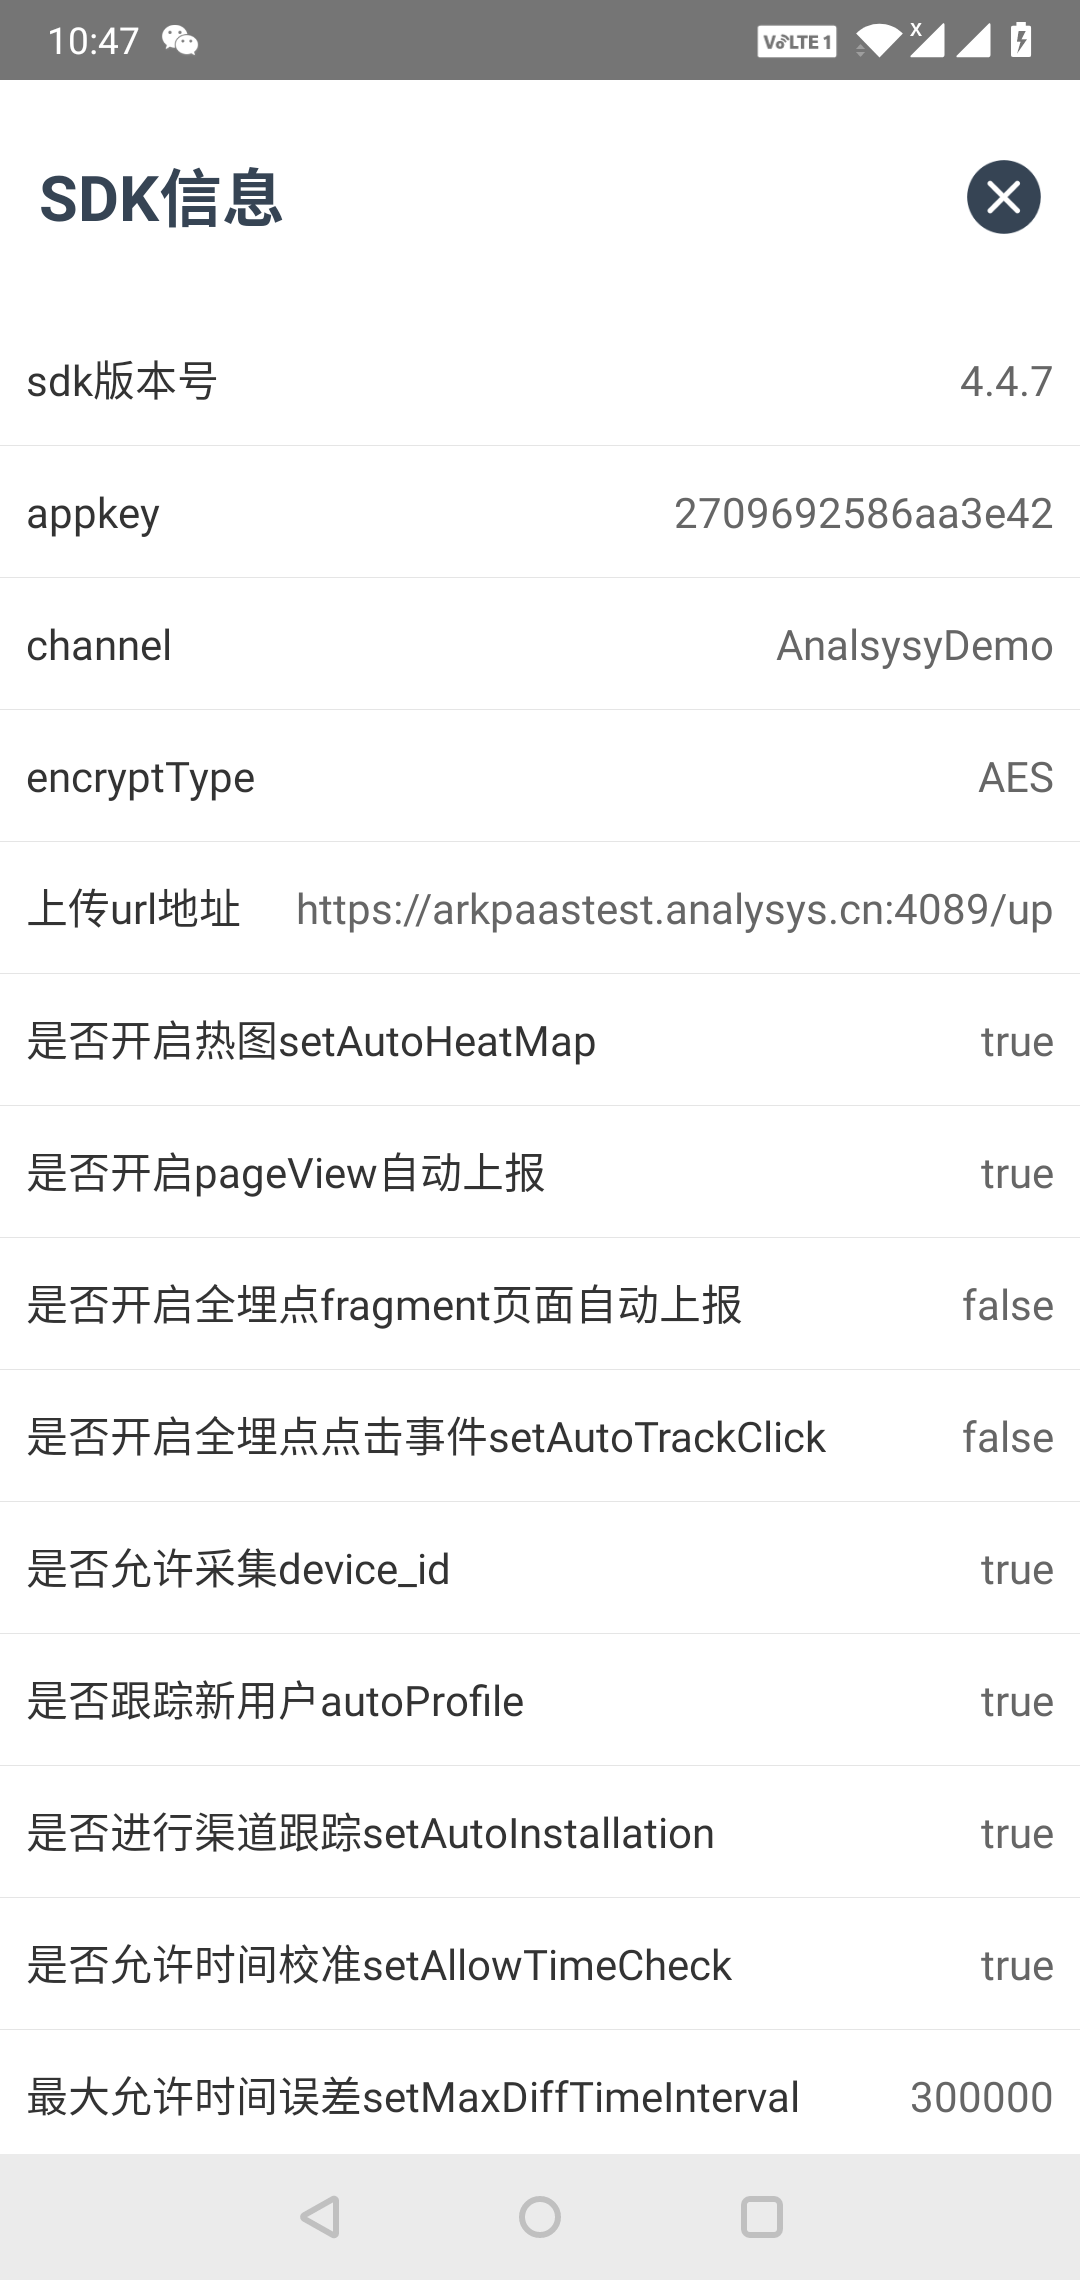 10:47
VoLTE 1
X
SDK信息
sdk版本号 4.4.7
appkey 2709692586aa3e42
channel AnalsysyDemo
encryptType AES
上传url地址 https://arkpaastest.analysys.cn:4089/up
是否开启热图setAutoHeatMap true
是否开启pageView自动上报 true
是否开启全埋点fragment页面自动上报 false
是否开启全埋点点击事件setAutoTrackClick false
是否允许采集device_id true
是否跟踪新用户autoProfile true
是否进行渠道跟踪setAutoInstallation true
是否允许时间校准setAllowTimeCheck true
最大允许时间误差setMaxDiffTimeInterval 300000